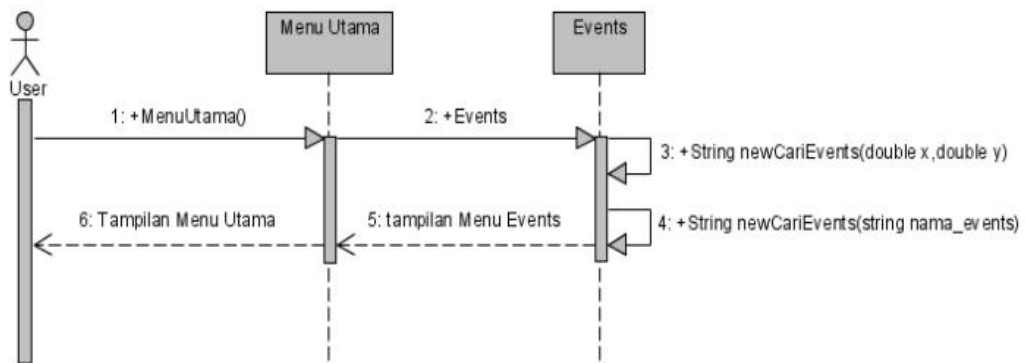 Menu Utama
Events
User
1: +MenuUtama()
2: +Events
3: +String newCariEvents(double x,double y)
6: Tampilan Menu Utama
5: tampilan Menu Events
4: +String newCariEvents(string nama_events)